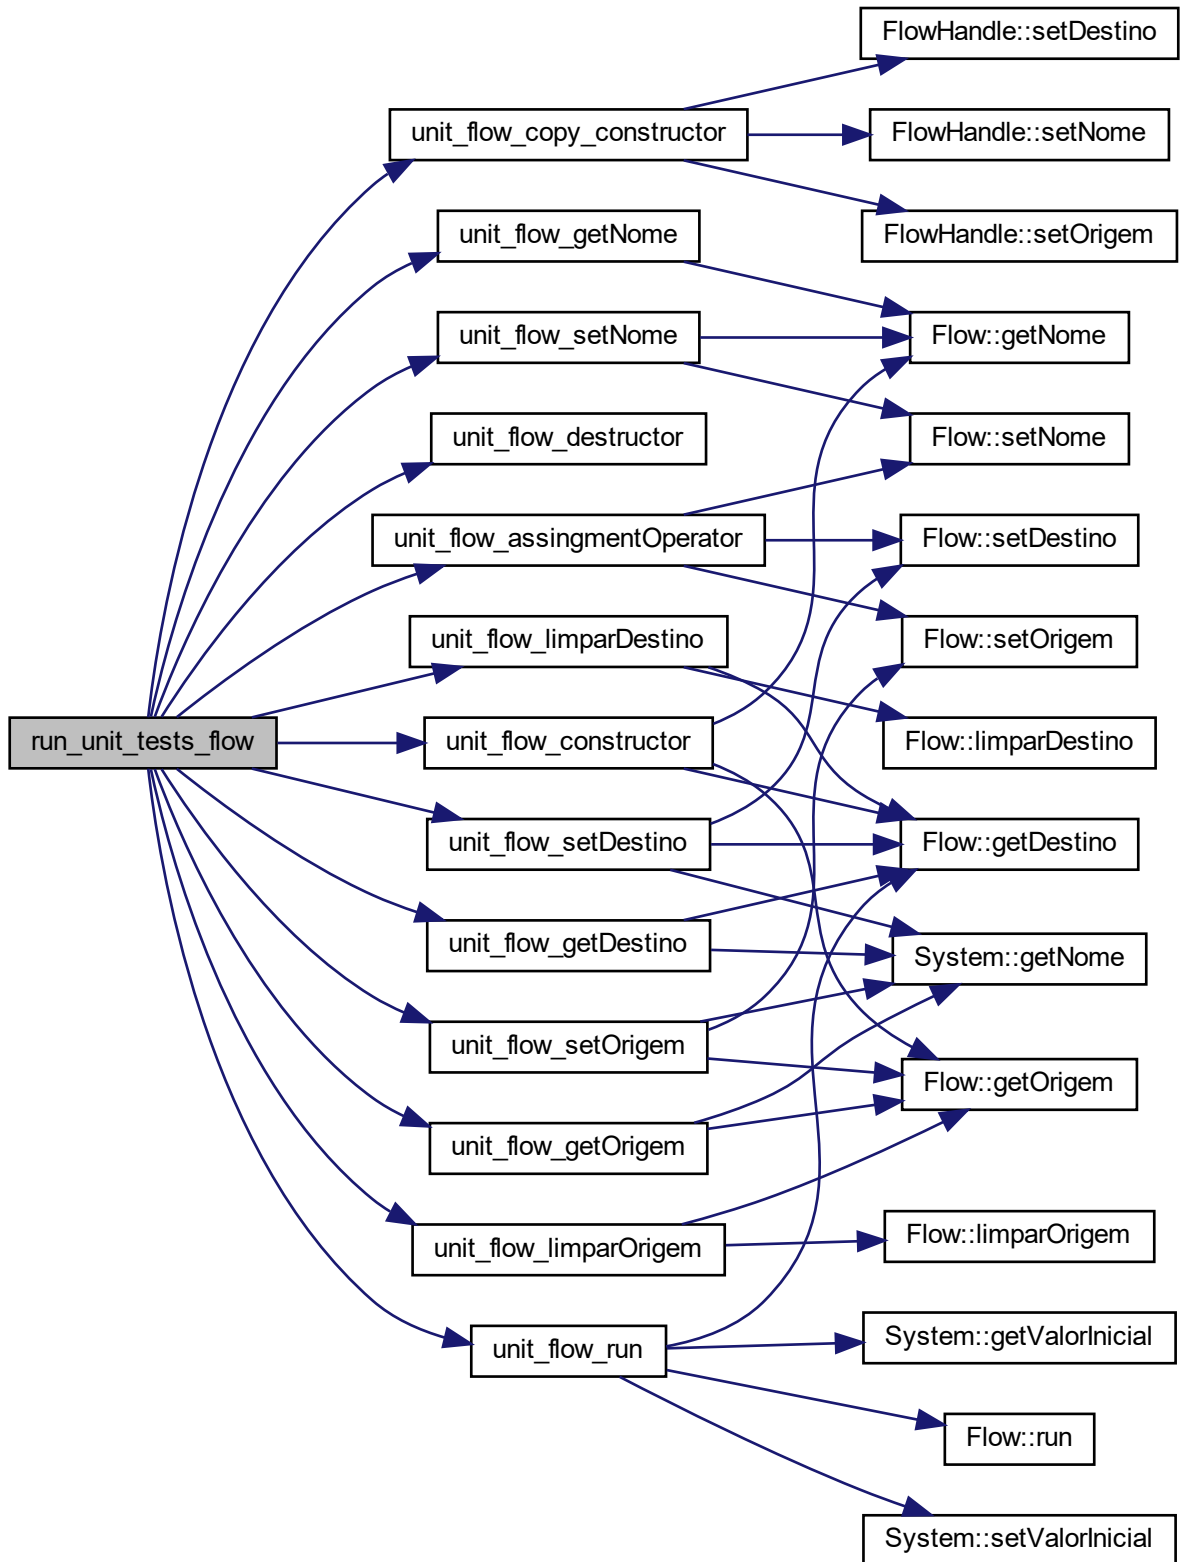 FlowHandle::setDestino
unit_flow_copy_constructor
FlowHandle::setNome
FlowHandle::setOrigem
unit_flow_getNome
unit_flow_setNome
Flow::getNome
unit_flow_destructor
Flow::setNome
unit_flow_assingmentOperator
Flow::setDestino
unit_flow_limparDestino
Flow::setOrigem
run_unit_tests_flow
unit_flow_constructor
Flow::limparDestino
unit_flow_setDestino
Flow::getDestino
unit_flow_getDestino
System::getNome
unit_flow_setOrigem
Flow::getOrigem
unit_flow_getOrigem
unit_flow_limparOrigem
Flow::limparOrigem
unit_flow_run
System::getValorInicial
Flow::run
System::setValorInicial